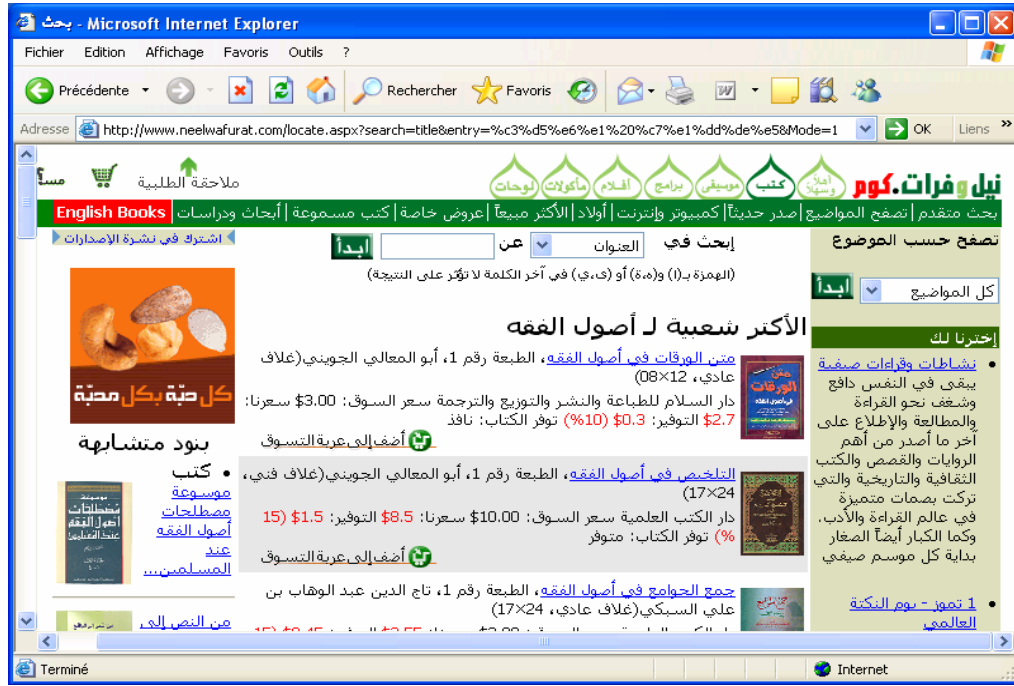 بحث - Microsoft Internet Explorer
Fichier Edition Affichage Favoris Outils ?
Précédente Rechercher Favoris
Adresse http://www.neelwafurat.com/locate.aspx?search=title&entry=%c3%d5%e6%e1%20%c7%e1%dd%de%e5&Mode=1 OK Liens »
نيل وفرات.كوم أهلاً وسهلاً كتب موسيقى برامج أفلام مأكولات لوحات ملاحقة الطلبية
بحث متقدم | تصفح المواضيع | صدر حديثاً | كمبيوتر وإنترنت | أولاد | الأكثر مبيعاً | عروض خاصة | كتب مسموعة | أبحاث ودراسات | English Books
تصفح حسب الموضوع
كل المواضيع ابدأ
إخترنا لك
نشاطات وقراءات صيفية
يبقى في النفس دافع
وشغف نحو القراءة
والمطالعة والإطلاع على
آخر ما أصدر من أهم
الروايات والقصص والكتب
الثقافية والتاريخية والتي
تركت بصمات متميزة
في عالم القراءة والأدب،
وكما الكبار أيضاً الصغار
بداية كل موسم صيفي
1 تموز - يوم النكتة
العالمي
إبحث في العنوان عن ابدأ
(الهمزة بـ(ا) و(ه،ة) أو (ى،ي) في آخر الكلمة لا تؤثر على النتيجة)
الأكثر شعبية لـ أصول الفقه
متن الورقات في أصول الفقه، الطبعة رقم 1، أبو المعالي الجويني(غلاف
عادي، 12×08)
دار السلام للطباعة والنشر والتوزيع والترجمة سعر السوق: 3.00$ سعرنا:
2.7$ التوفير: 0.3$ (10%) توفر الكتاب: نافذ
أضف إلى عربة التسوق
التلخيص في أصول الفقه، الطبعة رقم 1، أبو المعالي الجويني(غلاف فني،
24×17)
دار الكتب العلمية سعر السوق: 10.00$ سعرنا: 8.5$ التوفير: 1.5$ (15
%) توفر الكتاب: متوفر
أضف إلى عربة التسوق
جمع الجوامع في أصول الفقه، الطبعة رقم 1، تاج الدين عبد الوهاب بن
علي السبكي(غلاف عادي، 24×17)
اشترك في نشرة الإصدارات
كل حبّة بكل محبّة
بنود متشابهة
كتب
موسوعة
مصطلحات
أصول الفقه
عند
المسلمين...
من النص إلى
Terminé Internet